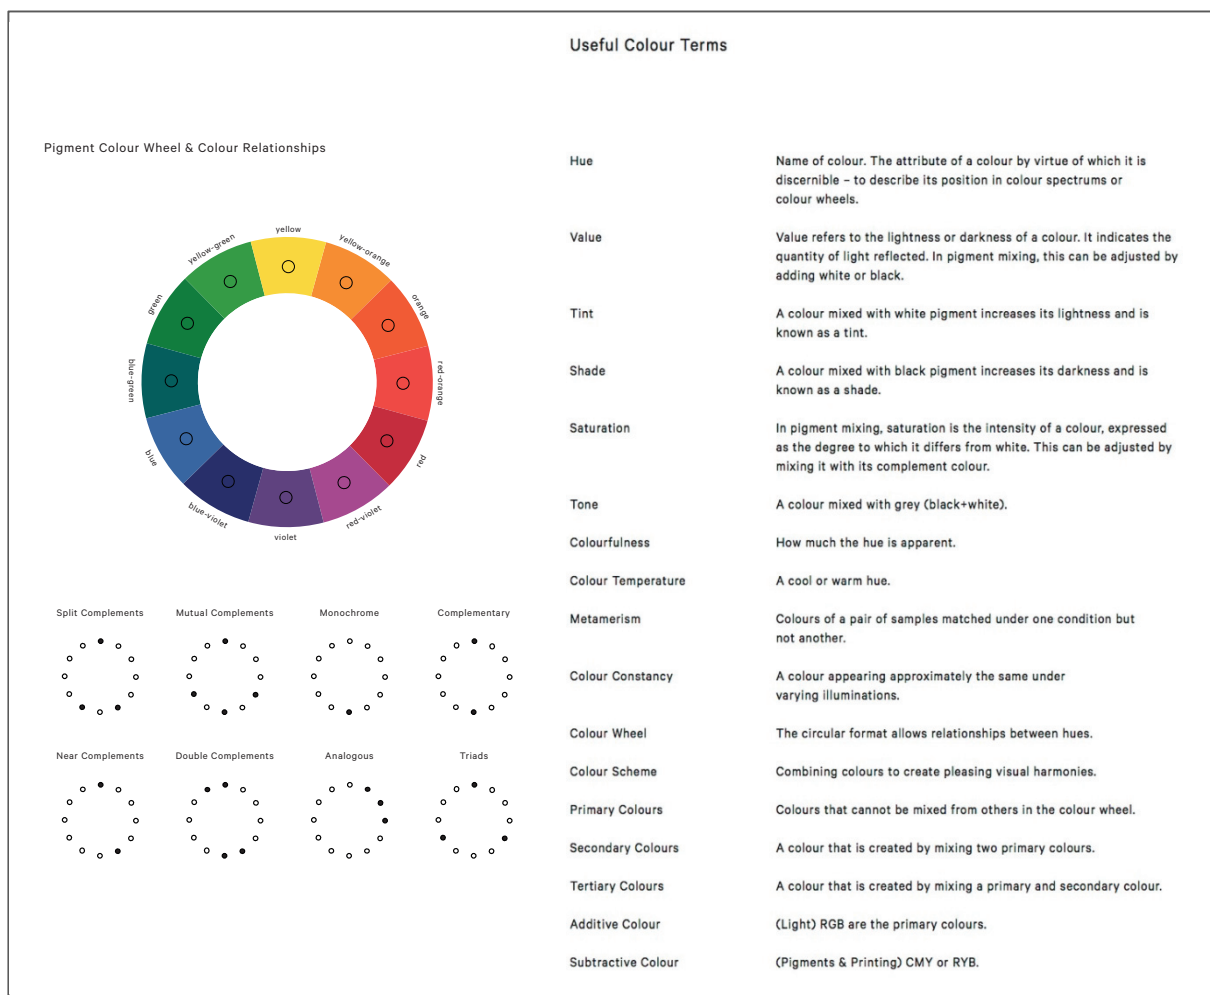 Useful Colour Terms
Pigment Colour Wheel & Colour Relationships
yellow
yellow-orange
orange
red-orange
red
red-violet
violet
blue-violet
blue
blue-green
green
yellow-green
Split Complements
Mutual Complements
Monochrome
Complementary
Near Complements
Double Complements
Analogous
Triads
Hue
Name of colour. The attribute of a colour by virtue of which it is
discernible – to describe its position in colour spectrums or
colour wheels.
Value
Value refers to the lightness or darkness of a colour. It indicates the
quantity of light reflected. In pigment mixing, this can be adjusted by
adding white or black.
Tint
A colour mixed with white pigment increases its lightness and is
known as a tint.
Shade
A colour mixed with black pigment increases its darkness and is
known as a shade.
Saturation
In pigment mixing, saturation is the intensity of a colour, expressed
as the degree to which it differs from white. This can be adjusted by
mixing it with its complement colour.
Tone
A colour mixed with grey (black+white).
Colourfulness
How much the hue is apparent.
Colour Temperature
A cool or warm hue.
Metamerism
Colours of a pair of samples matched under one condition but
not another.
Colour Constancy
A colour appearing approximately the same under
varying illuminations.
Colour Wheel
The circular format allows relationships between hues.
Colour Scheme
Combining colours to create pleasing visual harmonies.
Primary Colours
Colours that cannot be mixed from others in the colour wheel.
Secondary Colours
A colour that is created by mixing two primary colours.
Tertiary Colours
A colour that is created by mixing a primary and secondary colour.
Additive Colour
(Light) RGB are the primary colours.
Subtractive Colour
(Pigments & Printing) CMY or RYB.